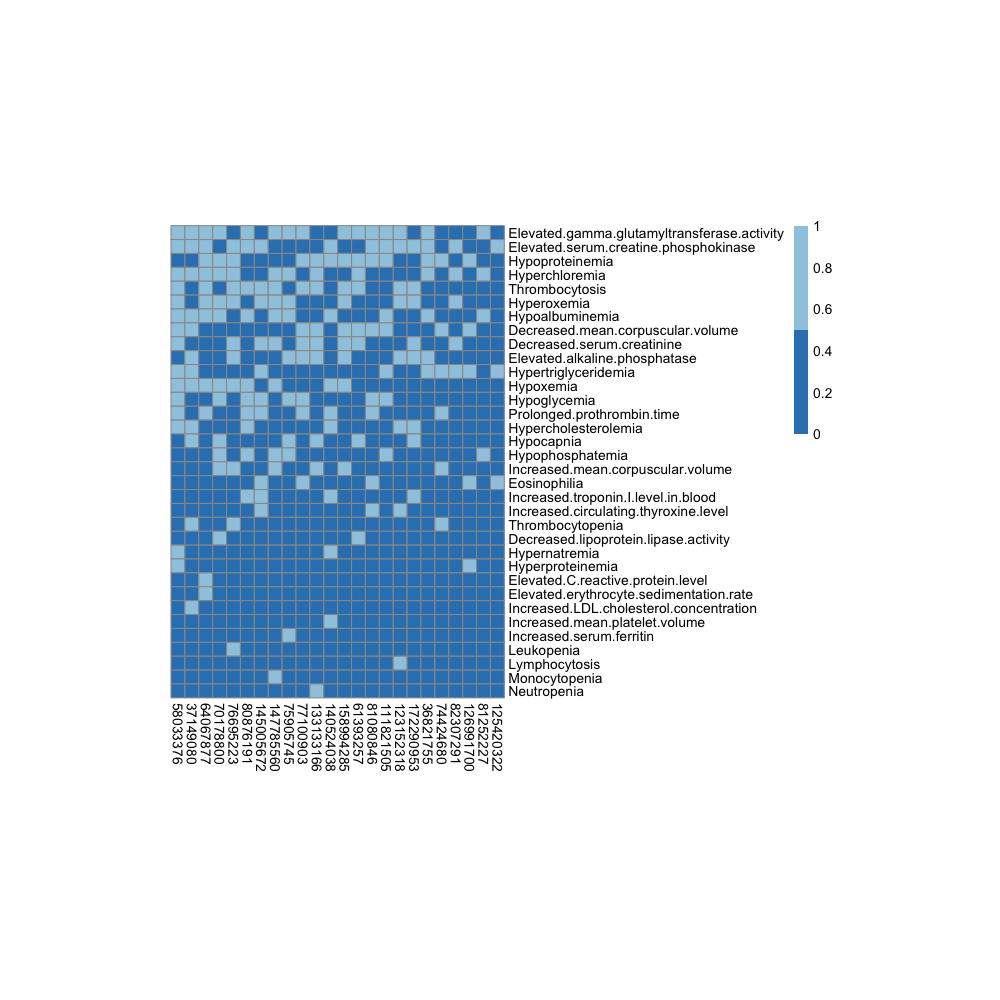 Elevated.gamma.glutamyltransferase.activity
Elevated.serum.creatine.phosphokinase
Hypoproteinemia
Hyperchloremia
Thrombocytosis
Hyperoxemia
Hypoalbuminemia
Decreased.mean.corpuscular.volume
Decreased.serum.creatinine
Elevated.alkaline.phosphatase
Hypertriglyceridemia
Hypoxemia
Hypoglycemia
Prolonged.prothrombin.time
Hypercholesterolemia
Hypocapnia
Hypophosphatemia
Increased.mean.corpuscular.volume
Eosinophilia
Increased.troponin.I.level.in.blood
Increased.circulating.thyroxine.level
Thrombocytopenia
Decreased.lipoprotein.lipase.activity
Hypernatremia
Hyperproteinemia
Elevated.C.reactive.protein.level
Elevated.erythrocyte.sedimentation.rate
Increased.LDL.cholesterol.concentration
Increased.mean.platelet.volume
Increased.serum.ferritin
Leukopenia
Lymphocytosis
Monocytopenia
Neutropenia
1
0.8
0.6
0.4
0.2
0
58033376
37149080
64067877
70178800
76695223
80876191
145005672
147785560
75905745
77100903
133133166
140524038
158994285
61393257
81080846
111821505
123152318
172290953
36821755
74424680
82307291
126991700
81252227
125420322